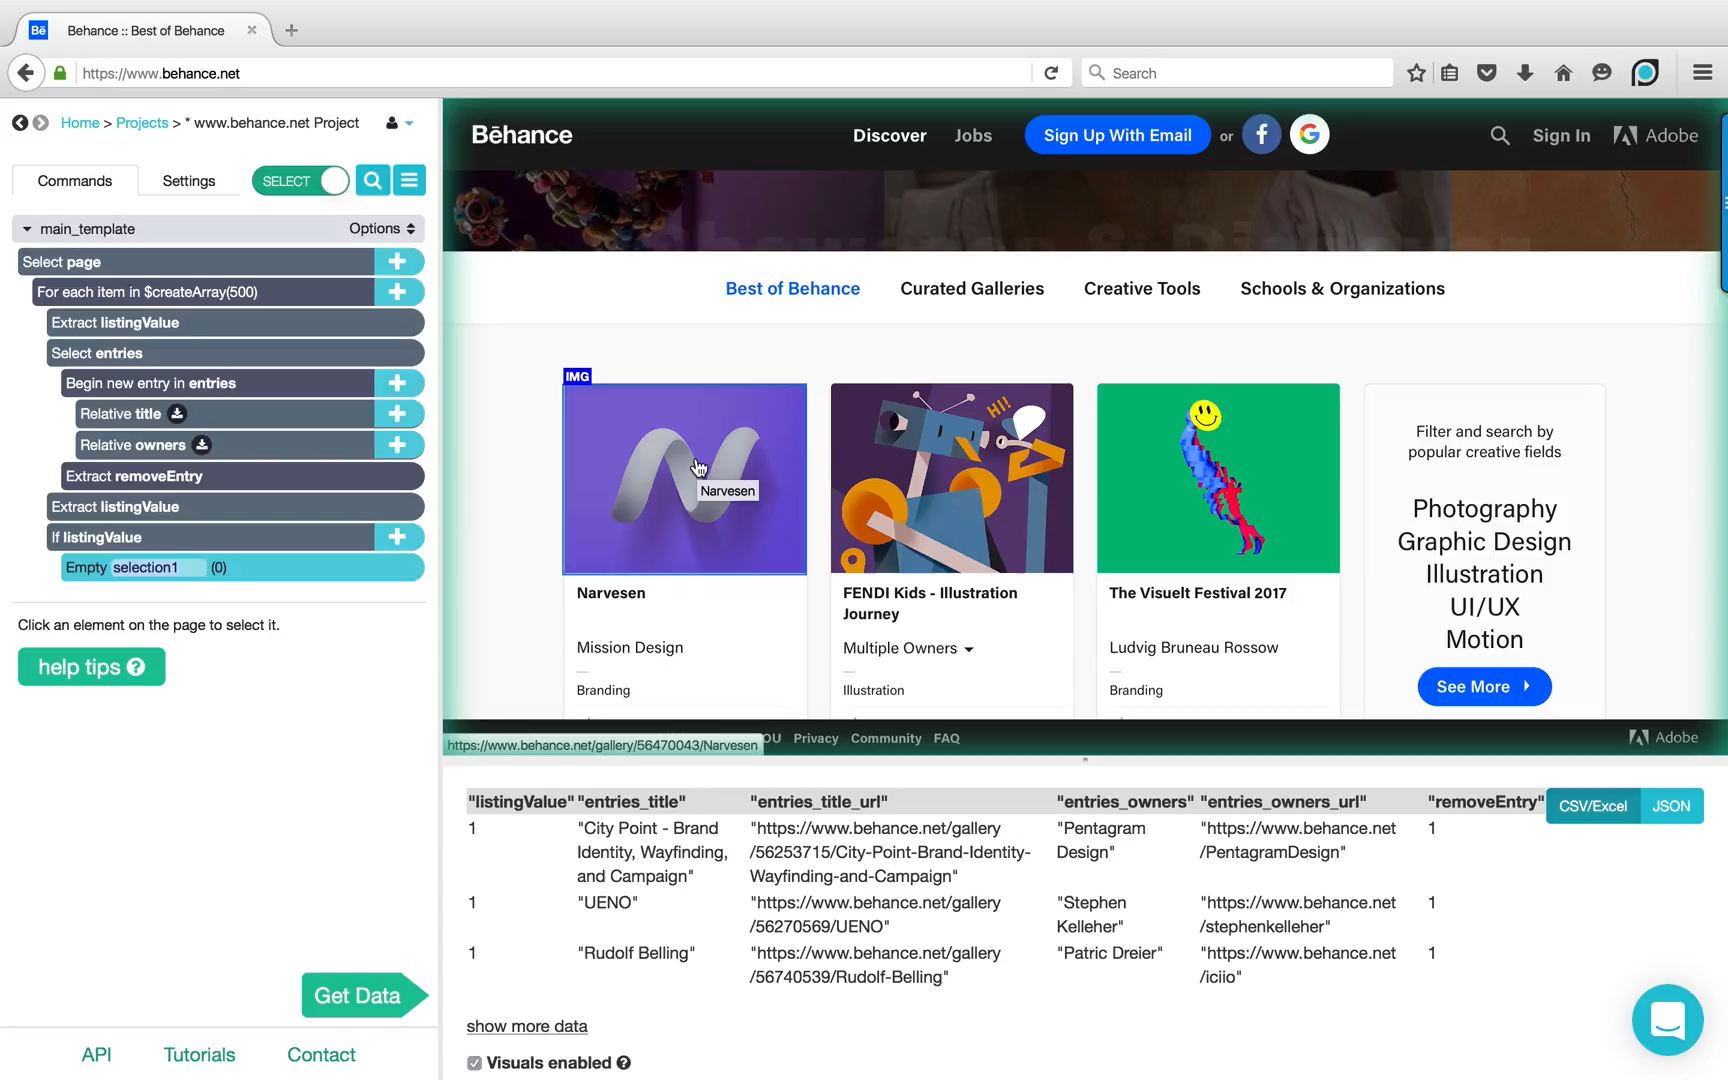 Bē Behance :: Best of Behance
https://www.behance.net
Search
Home > Projects > * www.behance.net Project
Commands
Settings
SELECT
main_template
Options
Select page
For each item in $createArray(500)
Extract listingValue
Select entries
Begin new entry in entries
Relative title
Relative owners
Extract removeEntry
Extract listingValue
If listingValue
Empty selection1 (0)
Click an element on the page to select it.
help tips ?
Get Data
API
Tutorials
Contact
Bēhance
Discover
Jobs
Sign Up With Email
or
f
G
Sign In
Adobe
Best of Behance
Curated Galleries
Creative Tools
Schools & Organizations
IMG
Narvesen
HI!
Narvesen
Mission Design
Branding
FENDI Kids - Illustration
Journey
Multiple Owners
Illustration
The Visuelt Festival 2017
Ludvig Bruneau Rossow
Branding
Filter and search by
popular creative fields
Photography
Graphic Design
Illustration
UI/UX
Motion
See More
https://www.behance.net/gallery/56470043/Narvesen
OU
Privacy
Community
FAQ
Adobe
"listingValue" "entries_title" "entries_title_url" "entries_owners" "entries_owners_url" "removeEntry"
CSV/Excel
JSON
1 "City Point - Brand "https://www.behance.net/gallery "Pentagram "https://www.behance.net 1
Identity, Wayfinding, /56253715/City-Point-Brand-Identity- Design" /PentagramDesign"
and Campaign" Wayfinding-and-Campaign"
1 "UENO" "https://www.behance.net/gallery "Stephen "https://www.behance.net 1
/56270569/UENO" Kelleher" /stephenkelleher"
1 "Rudolf Belling" "https://www.behance.net/gallery "Patric Dreier" "https://www.behance.net 1
/56740539/Rudolf-Belling" /iciio"
show more data
Visuals enabled ?